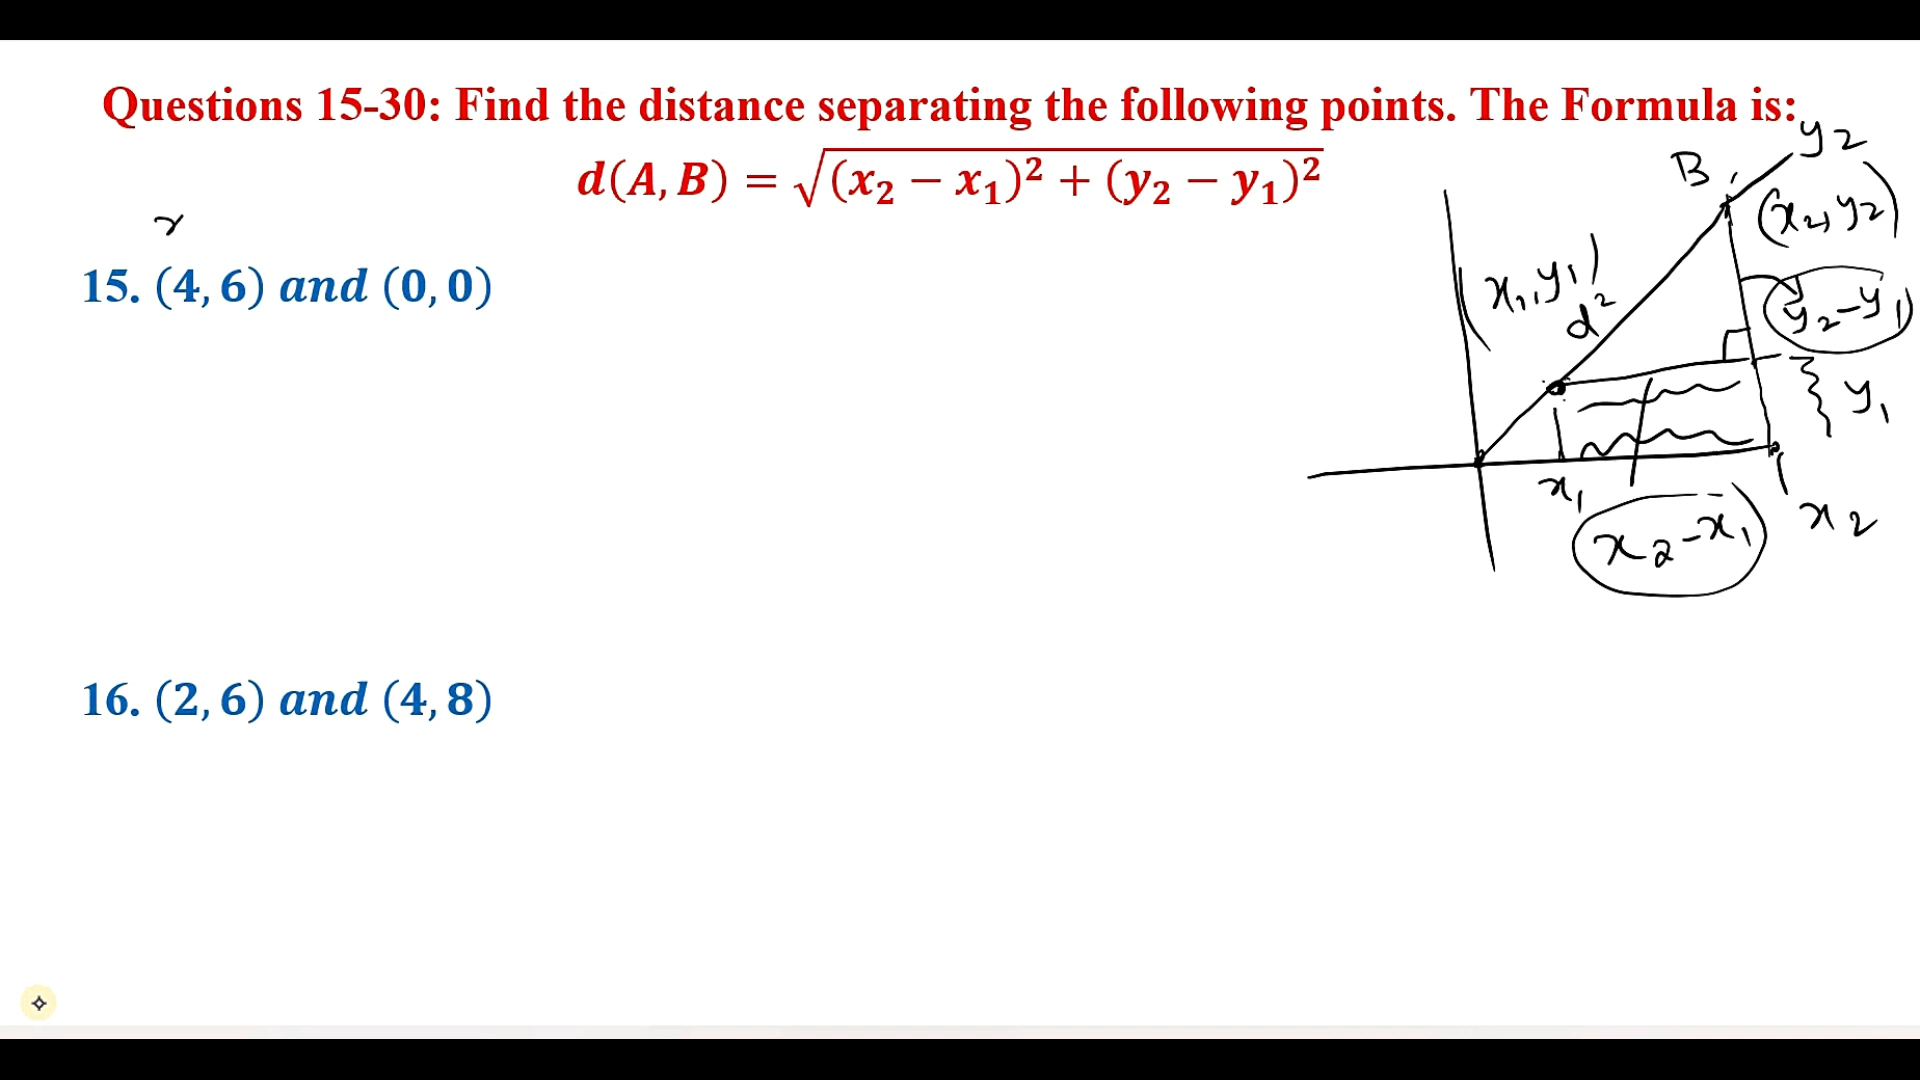 Questions 15-30: Find the distance separating the following points. The Formula is:
d(A, B) = √(x₂ − x₁)² + (y₂ − y₁)²
x
15. (4, 6) and (0, 0)
16. (2, 6) and (4, 8)
y₂
B
(x₂, y₂)
(x₁, y₁)
d²
y₂ − y₁
y₁
x₁
x₂
x₂ − x₁